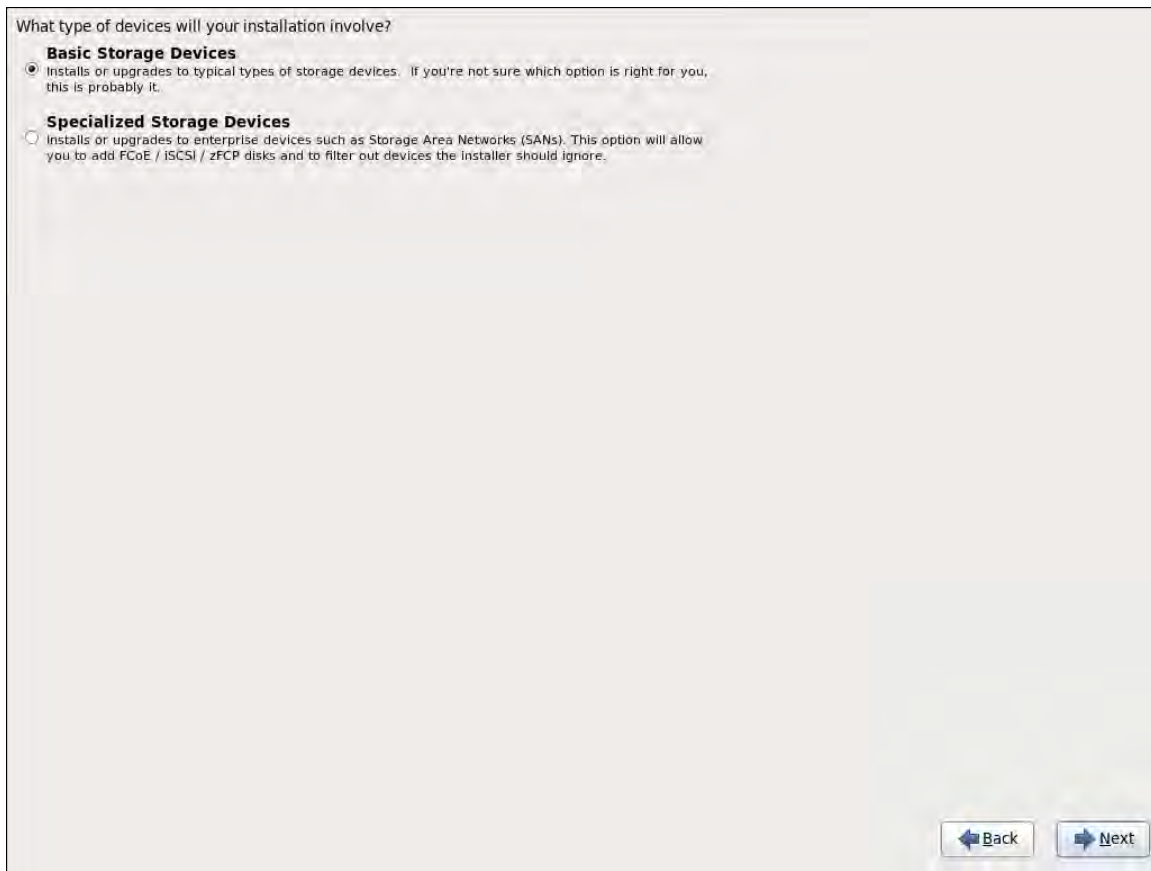 What type of devices will your installation involve?
Basic Storage Devices
Installs or upgrades to typical types of storage devices.  If you're not sure which option is right for you,
this is probably it.
Specialized Storage Devices
Installs or upgrades to enterprise devices such as Storage Area Networks (SANs). This option will allow
you to add FCoE / iSCSI / zFCP disks and to filter out devices the installer should ignore.
Back
Next